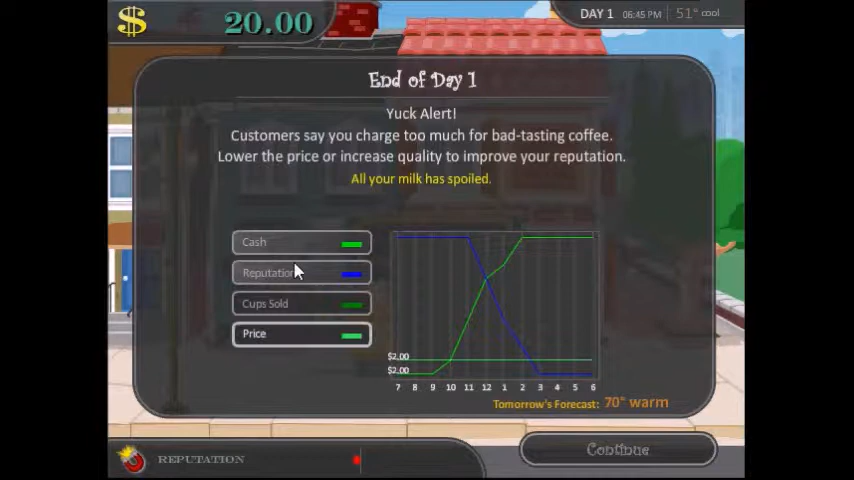 $ 20.00
DAY 1 06:45 PM 51° cool
End of Day 1
Yuck Alert!
Customers say you charge too much for bad-tasting coffee.
Lower the price or increase quality to improve your reputation.
All your milk has spoiled.
Cash
Reputation
Cups Sold
Price
$2.00
$2.00
7 8 9 10 11 12 1 2 3 4 5 6
Tomorrow's Forecast: 70° warm
REPUTATION
Continue